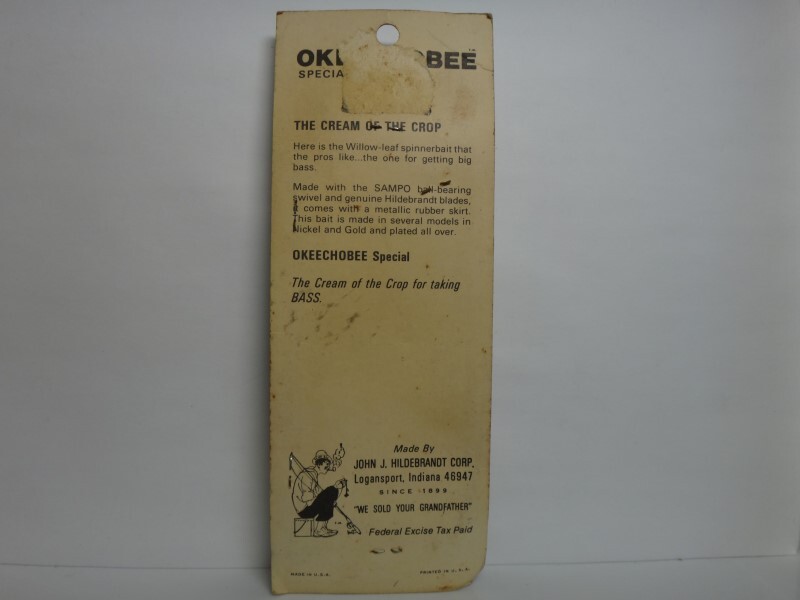 OK BEE
SPECIA
THE CREAM OF THE CROP
Here is the Willow-leaf spinnerbait that
the pros like...the one for getting big
bass.
Made with the SAMPO ball-bearing
swivel and genuine Hildebrandt blades,
it comes with a metallic rubber skirt.
This bait is made in several models in
Nickel and Gold and plated all over.
OKEECHOBEE Special
The Cream of the Crop for taking
BASS.
Made By
JOHN J. HILDEBRANDT CORP.
Logansport, Indiana 46947
SINCE -1899
"WE SOLD YOUR GRANDFATHER"
Federal Excise Tax Paid
MADE IN U.S.A.
PRINTED IN U.S.A.